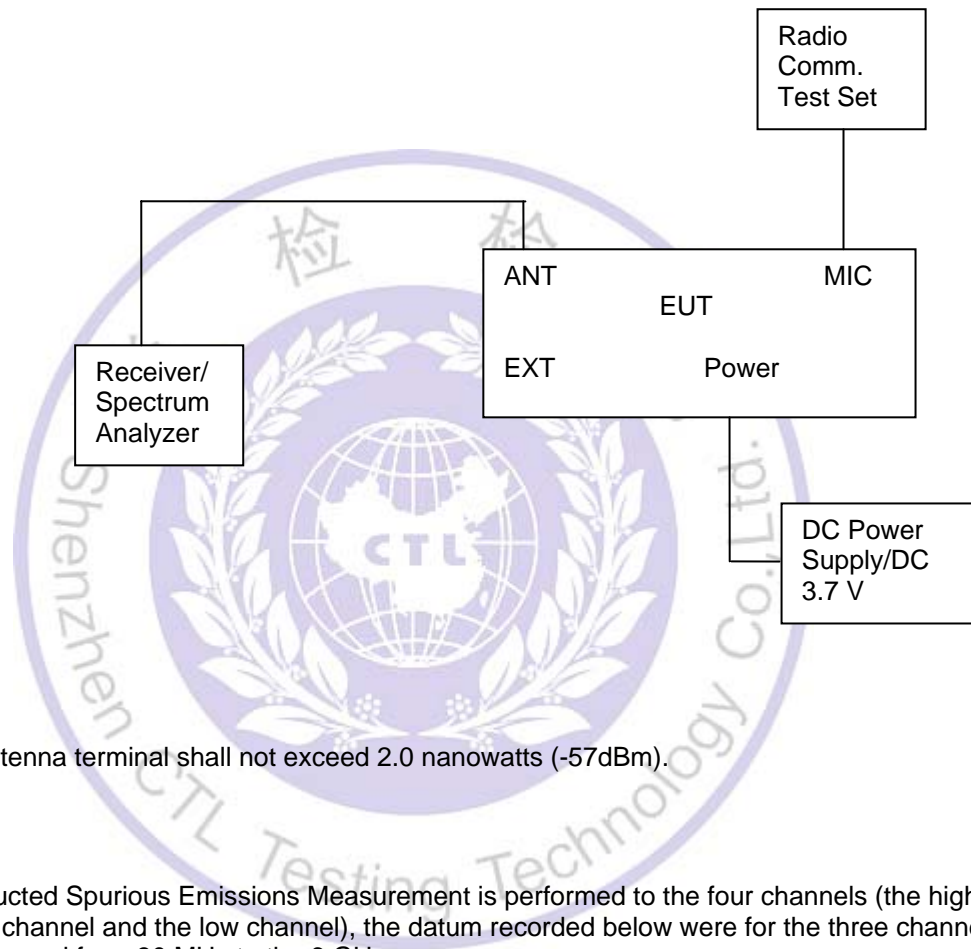 Radio
Comm.
Test Set
ANT MIC
EUT
EXT Power
Receiver/
Spectrum
Analyzer
DC Power
Supply/DC
3.7 V
检 检
CTL
Shenzhen CTL Testing Technology Co.,Ltd.
tenna terminal shall not exceed 2.0 nanowatts (-57dBm).
ucted Spurious Emissions Measurement is performed to the four channels (the high
channel and the low channel), the datum recorded below were for the three channe